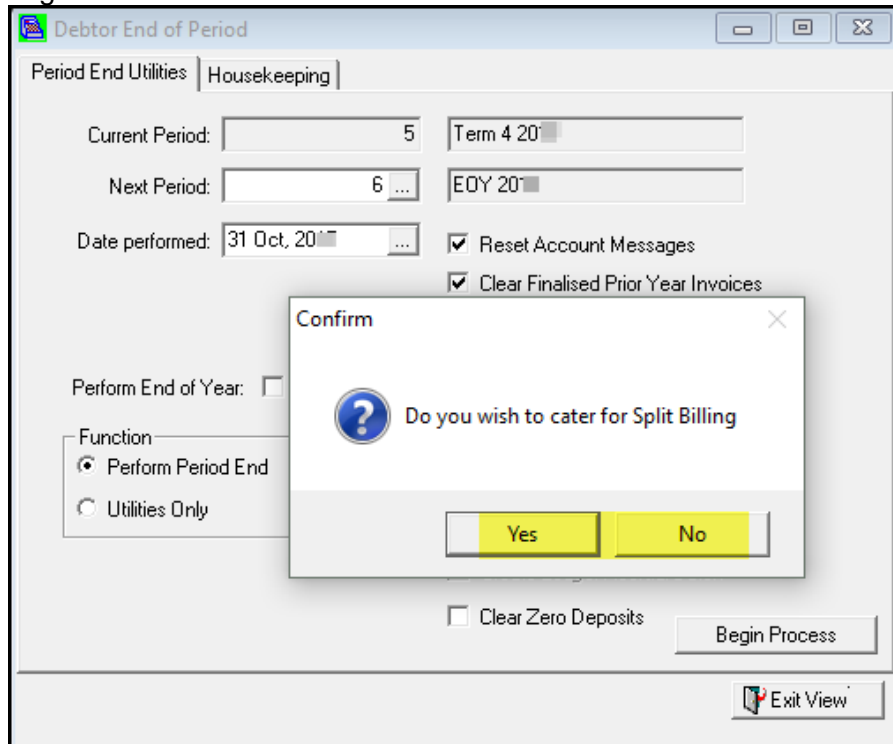 Debtor End of Period
Period End Utilities Housekeeping
Current Period: 5 Term 4 20
Next Period: 6 ... EOY 20
Date performed: 31 Oct, 20 ... Reset Account Messages
Clear Finalised Prior Year Invoices
Confirm
Do you wish to cater for Split Billing
Yes No
Perform End of Year:
Function
Perform Period End
Utilities Only
Clear Zero Deposits
Begin Process
Exit View